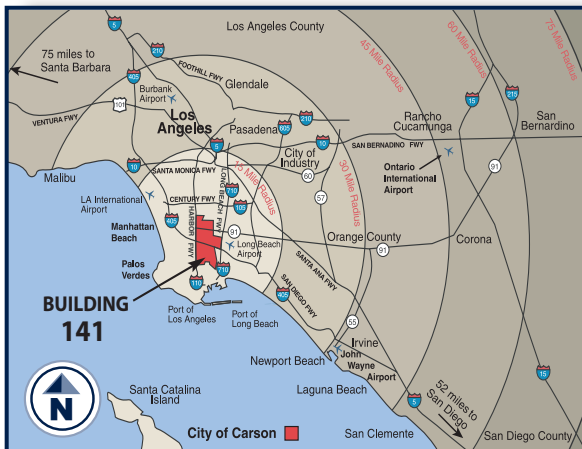 Los Angeles County
75 miles to
Santa Barbara
45 Mile Radius
60 Mile Radius
75 Mile Radius
210
405
FOOTHILL FWY
Glendale
Burbank
Airport
101
VENTURA FWY
Los
Angeles
Pasadena
605
210
15
215
Rancho
Cucamunga
San
Bernardino
5
10
SAN BERNADINO FWY
City of
Industry
Ontario
International
Airport
Malibu
10
SANTA MONICA FWY
15 Mile Radius
60
30 Mile Radius
91
57
LA International
Airport
CENTURY FWY
LONG BEACH FWY
710
105
Manhattan
Beach
405
HARBOR FWY
91
Long Beach
Airport
Orange County
91
Corona
Palos
Verdes
SANTA ANA FWY
710
110
SAN DIEGO FWY
405
BUILDING
141
Port of
Los Angeles
Port of
Long Beach
55
Irvine
John
Wayne
Airport
Newport Beach
15
N
Santa Catalina
Island
Laguna Beach
5
52 miles to
San Diego
City of Carson
San Clemente
San Diego County